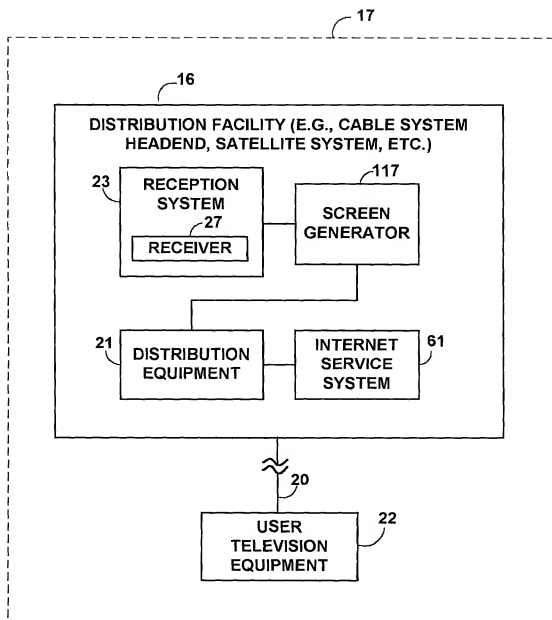 17
16
DISTRIBUTION FACILITY (E.G., CABLE SYSTEM
HEADEND, SATELLITE SYSTEM, ETC.)
23
RECEPTION
SYSTEM
27
RECEIVER
117
SCREEN
GENERATOR
21
DISTRIBUTION
EQUIPMENT
INTERNET
SERVICE
SYSTEM
61
20
USER
TELEVISION
EQUIPMENT
22